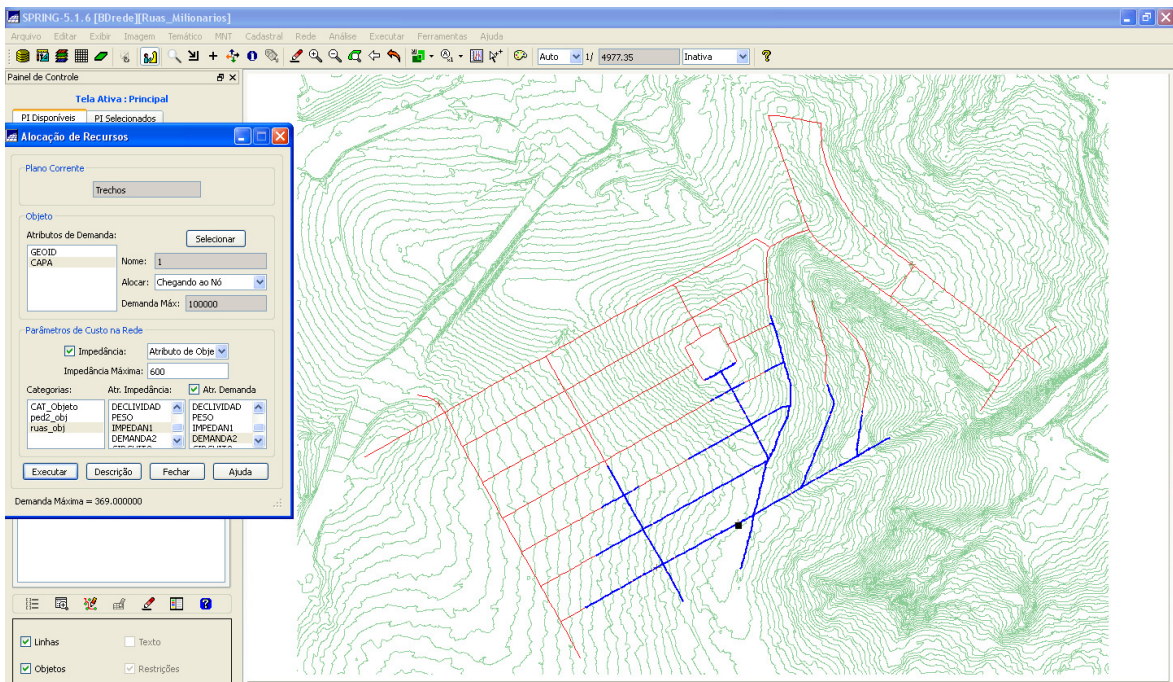 SPRING-5.1.6 [BDrede][Ruas_Milionarios]
Arquivo Editar Exibir Imagem Temático MNT Cadastral Rede Análise Executar Ferramentas Ajuda
Auto 1/ 4977.35 Inativa
Painel de Controle
Tela Ativa : Principal
PI Disponíveis PI Selecionados
Alocação de Recursos
Plano Corrente
Trechos
Objeto
Atributos de Demanda: Selecionar
GEOID
CAPA
Nome: 1
Alocar: Chegando ao Nó
Demanda Máx: 100000
Parâmetros de Custo na Rede
Impedância: Atributo de Obje
Impedância Máxima: 600
Categorias: Atr. Impedância: Atr. Demanda
CAT_Objeto DECLIVIDAD DECLIVIDAD
ped2_obj PESO PESO
ruas_obj IMPEDAN1 IMPEDAN1
DEMANDA2 DEMANDA2
Executar Descrição Fechar Ajuda
Demanda Máxima = 369.000000
Linhas Texto
Objetos Restrições